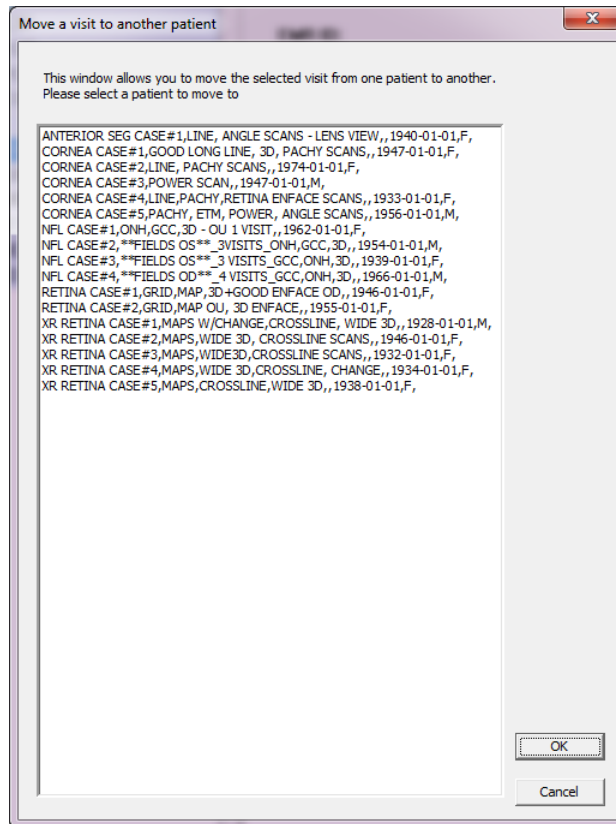 Move a visit to another patient
This window allows you to move the selected visit from one patient to another.
Please select a patient to move to
ANTERIOR SEG CASE#1,LINE, ANGLE SCANS - LENS VIEW,,1940-01-01,F,
CORNEA CASE#1,GOOD LONG LINE, 3D, PACHY SCANS,,1947-01-01,F,
CORNEA CASE#2,LINE, PACHY SCANS,,1974-01-01,F,
CORNEA CASE#3,POWER SCAN,,1947-01-01,M,
CORNEA CASE#4,LINE,PACHY,RETINA ENFACE SCANS,,1933-01-01,F,
CORNEA CASE#5,PACHY, ETM, POWER, ANGLE SCANS,,1956-01-01,M,
NFL CASE#1,ONH,GCC,3D - OU 1 VISIT,,1962-01-01,F,
NFL CASE#2,**FIELDS OS**_3VISITS_ONH,GCC,3D,,1954-01-01,M,
NFL CASE#3,**FIELDS OS**_3 VISITS_GCC,ONH,3D,,1939-01-01,F,
NFL CASE#4,**FIELDS OD**_4 VISITS_GCC,ONH,3D,,1966-01-01,M,
RETINA CASE#1,GRID,MAP,3D+GOOD ENFACE OD,,1946-01-01,F,
RETINA CASE#2,GRID,MAP OU, 3D ENFACE,,1955-01-01,F,
XR RETINA CASE#1,MAPS W/CHANGE,CROSSLINE, WIDE 3D,,1928-01-01,M,
XR RETINA CASE#2,MAPS,WIDE 3D, CROSSLINE SCANS,,1946-01-01,F,
XR RETINA CASE#3,MAPS,WIDE3D,CROSSLINE SCANS,,1932-01-01,F,
XR RETINA CASE#4,MAPS,WIDE 3D,CROSSLINE, CHANGE,,1934-01-01,F,
XR RETINA CASE#5,MAPS,CROSSLINE,WIDE 3D,,1938-01-01,F,
OK
Cancel